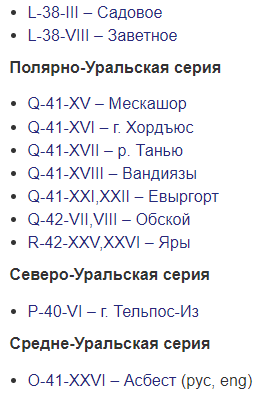 L-38-III – Садовое
L-38-VIII – Заветное
Полярно-Уральская серия
Q-41-XV – Мескашор
Q-41-XVI – г. Хордъюс
Q-41-XVII – р. Танью
Q-41-XVIII – Вандиязы
Q-41-XXI,XXII – Евыргорт
Q-42-VII,VIII – Обской
R-42-XXV,XXVI – Яры
Северо-Уральская серия
P-40-VI – г. Тельпос-Из
Средне-Уральская серия
O-41-XXVI – Асбест (рус, eng)